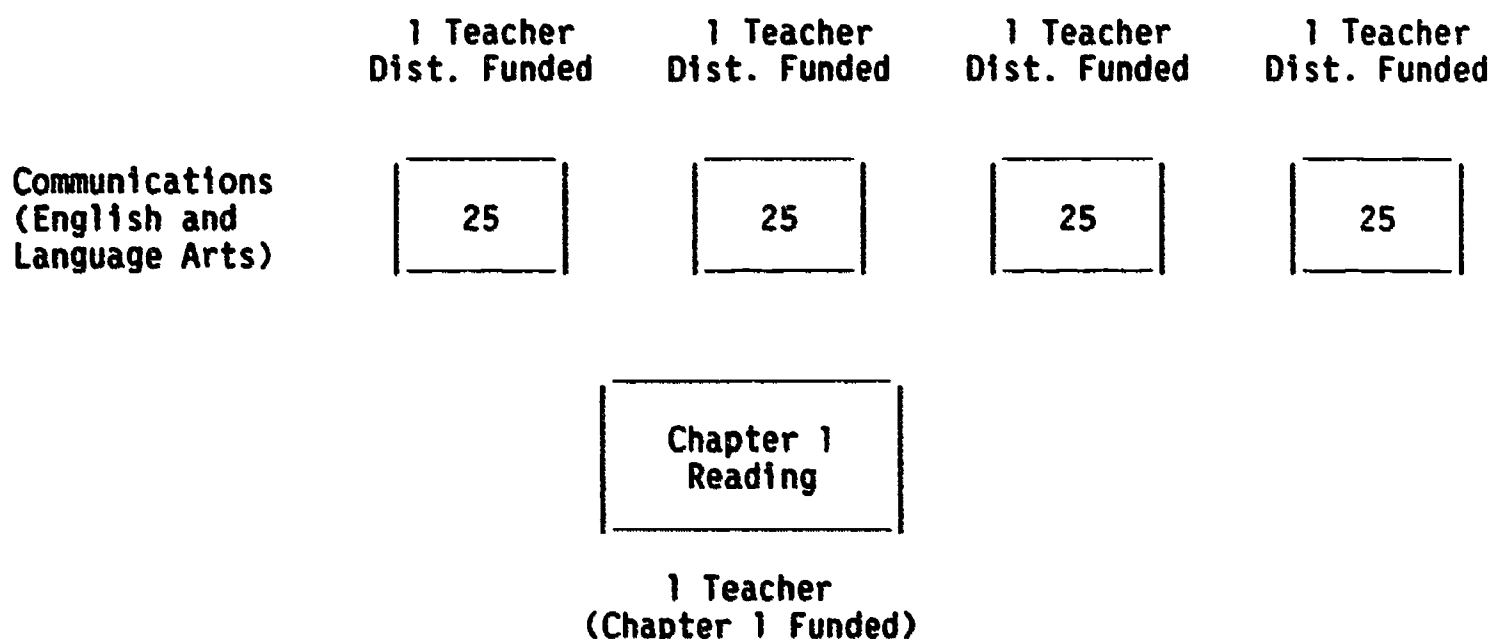 1 Teacher 1 Teacher 1 Teacher 1 Teacher
Dist. Funded Dist. Funded Dist. Funded Dist. Funded
Communications
(English and
Language Arts)
25 25 25 25
Chapter 1
Reading
1 Teacher
(Chapter 1 Funded)